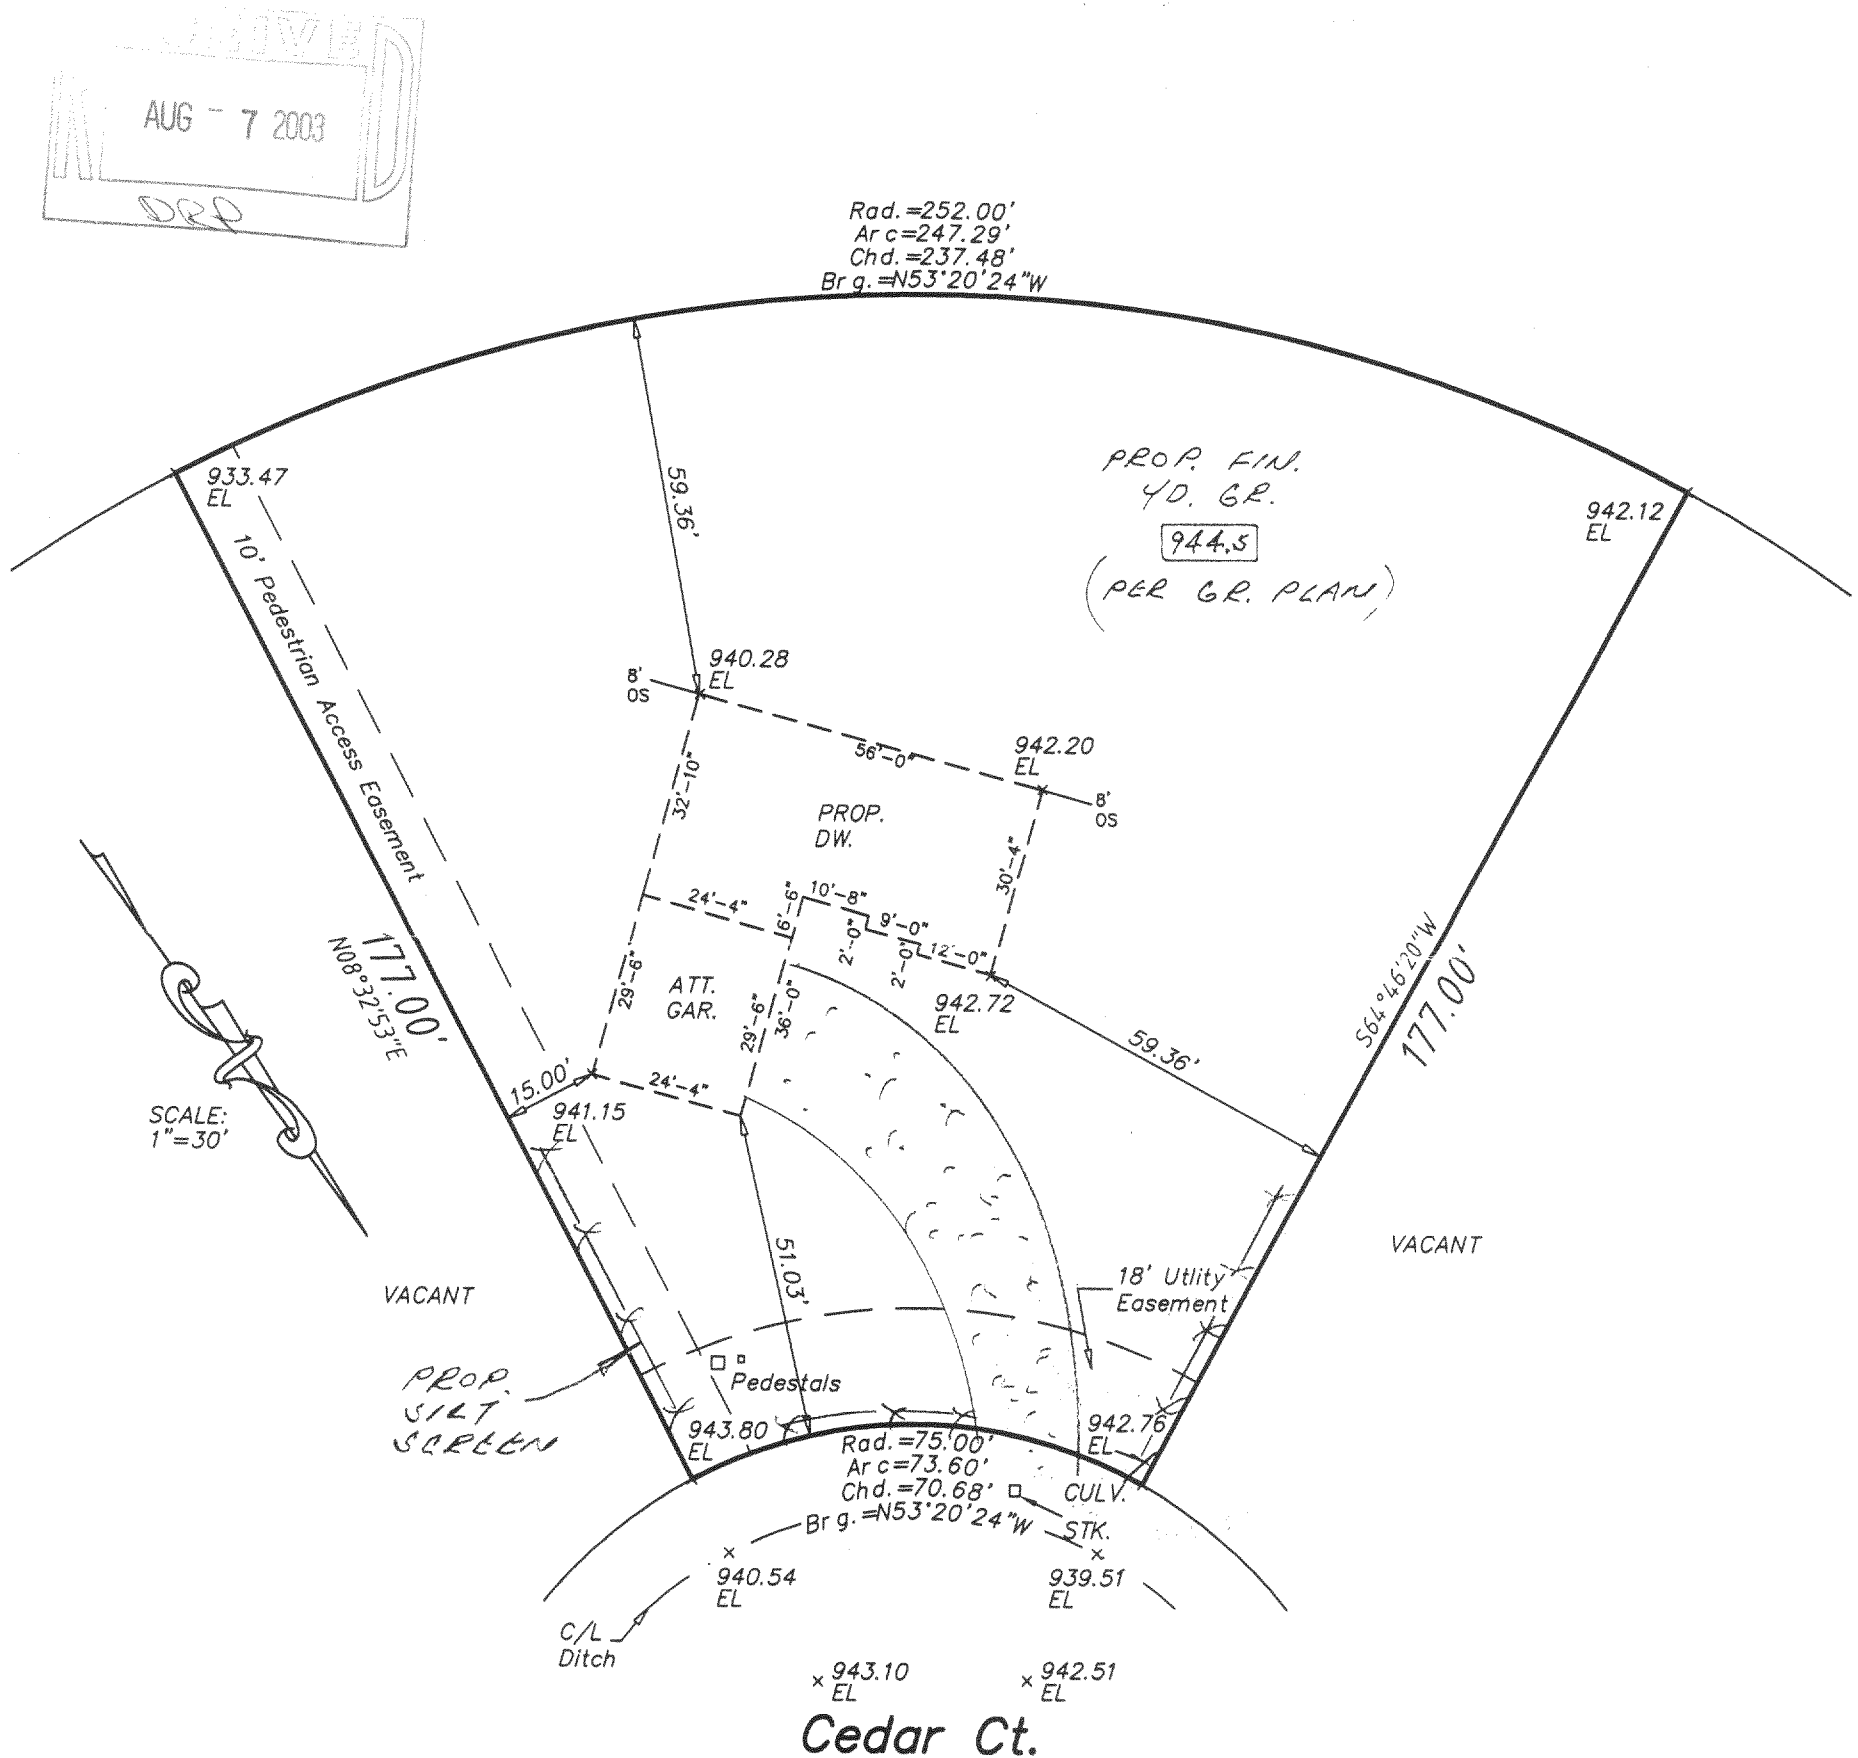 AUG - 7 2003
Rad.=252.00'
Arc=247.29'
Chd.=237.48'
Brg.=N53°20'24"W
933.47
EL
10' Pedestrian Access Easement
59.36'
PROP. FIN.
YD. GR.
944.5
(PER GR. PLAN)
942.12
EL
8'
OS
940.28
EL
56'-0"
942.20
EL
8'
OS
32'-10"
PROP.
DW.
30'-4"
24'-4"
6'-6"
10'-8"
2'-0"
9'-0"
2'-0"
12'-0"
29'-6"
ATT.
GAR.
29'-6"
36'-0"
942.72
EL
59.36'
S64°46'20"W
177.00'
177.00'
N08°32'53"E
SCALE:
1"=30'
15.00'
941.15
EL
24'-4"
51.03'
VACANT
VACANT
18' Utlity
Easement
PROP.
SILT
SCREEN
Pedestals
943.80
EL
942.76
EL
Rad.=75.00'
Arc=73.60'
Chd.=70.68'
Brg.=N53°20'24"W
CULV.
STK.
940.54
EL
939.51
EL
C/L
Ditch
943.10
EL
942.51
EL
Cedar Ct.